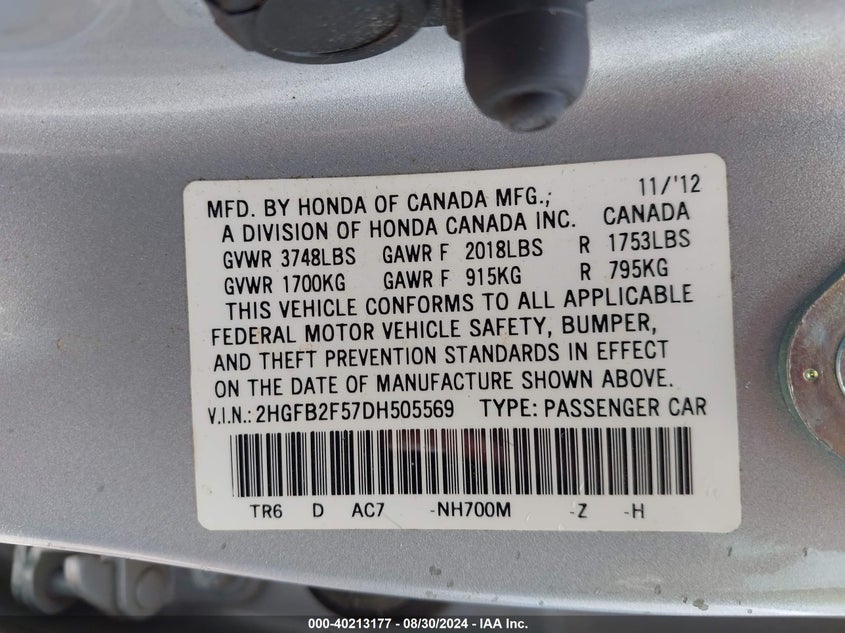 11/'12
MFD. BY HONDA OF CANADA MFG.; CANADA
A DIVISION OF HONDA CANADA INC.
GVWR 3748LBS GAWR F 2018LBS R 1753LBS
GVWR 1700KG GAWR F 915KG R 795KG
THIS VEHICLE CONFORMS TO ALL APPLICABLE
FEDERAL MOTOR VEHICLE SAFETY, BUMPER,
AND THEFT PREVENTION STANDARDS IN EFFECT
ON THE DATE OF MANUFACTURE SHOWN ABOVE.
V.I.N.: 2HGFB2F57DH505569 TYPE: PASSENGER CAR
TR6 D AC7 -NH700M -Z -H
000-40213177 - 08/30/2024 - IAA Inc.